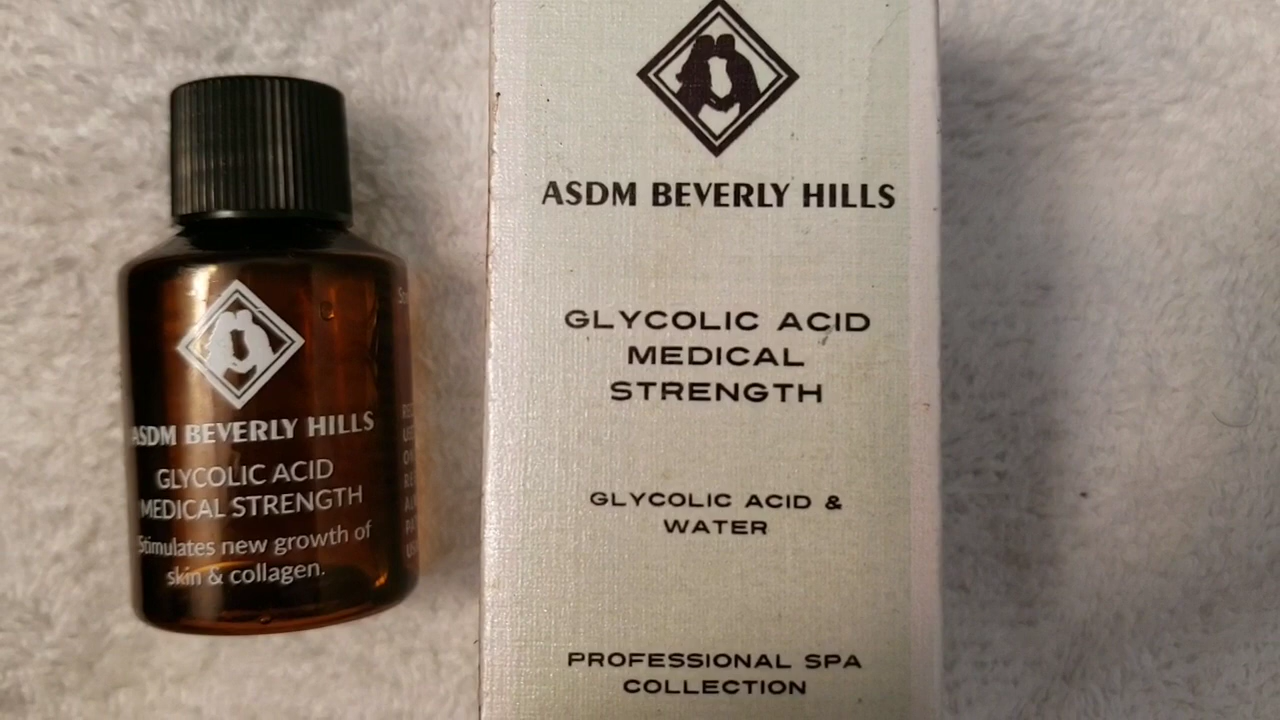 ASDM BEVERLY HILLS
GLYCOLIC ACID
MEDICAL STRENGTH
Stimulates new growth of
skin & collagen.
ASDM BEVERLY HILLS
GLYCOLIC ACID
MEDICAL
STRENGTH
GLYCOLIC ACID &
WATER
PROFESSIONAL SPA
COLLECTION